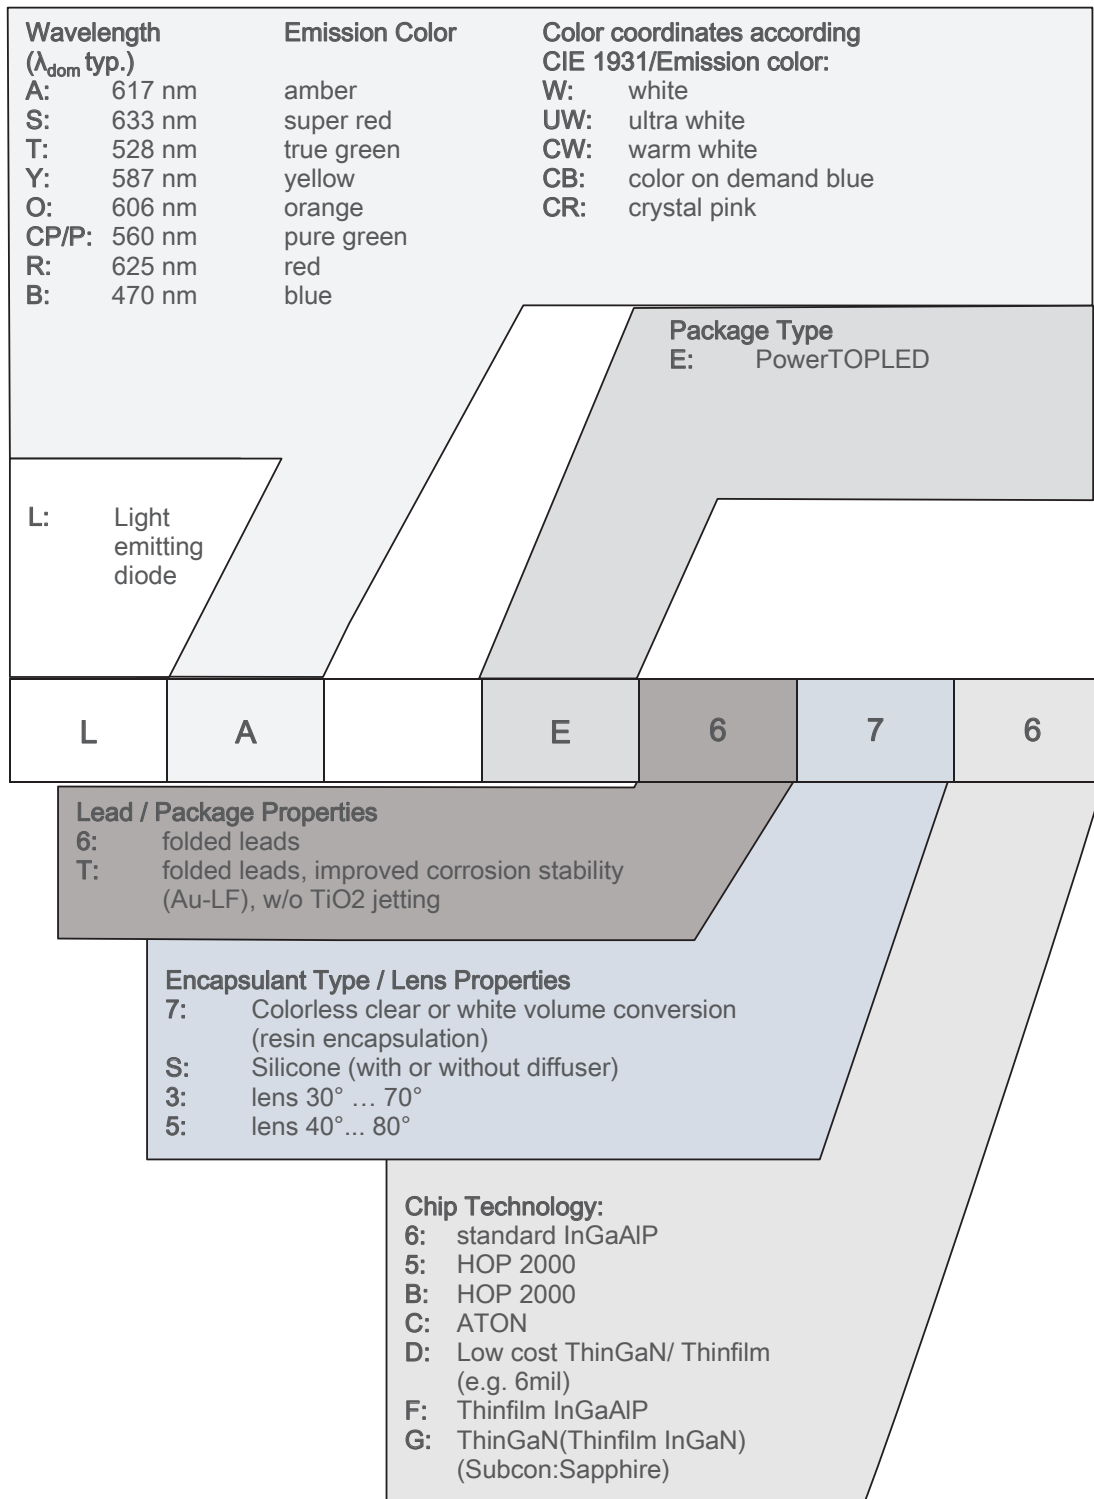 Wavelength Emission Color Color coordinates according
(λdom typ.) CIE 1931/Emission color:
A: 617 nm amber W: white
S: 633 nm super red UW: ultra white
T: 528 nm true green CW: warm white
Y: 587 nm yellow CB: color on demand blue
O: 606 nm orange CR: crystal pink
CP/P: 560 nm pure green
R: 625 nm red
B: 470 nm blue
Package Type
E: PowerTOPLED
L: Light
emitting
diode
L A E 6 7 6
Lead / Package Properties
6: folded leads
T: folded leads, improved corrosion stability
(Au-LF), w/o TiO2 jetting
Encapsulant Type / Lens Properties
7: Colorless clear or white volume conversion
(resin encapsulation)
S: Silicone (with or without diffuser)
3: lens 30° … 70°
5: lens 40°... 80°
Chip Technology:
6: standard InGaAlP
5: HOP 2000
B: HOP 2000
C: ATON
D: Low cost ThinGaN/ Thinfilm
(e.g. 6mil)
F: Thinfilm InGaAlP
G: ThinGaN(Thinfilm InGaN)
(Subcon:Sapphire)